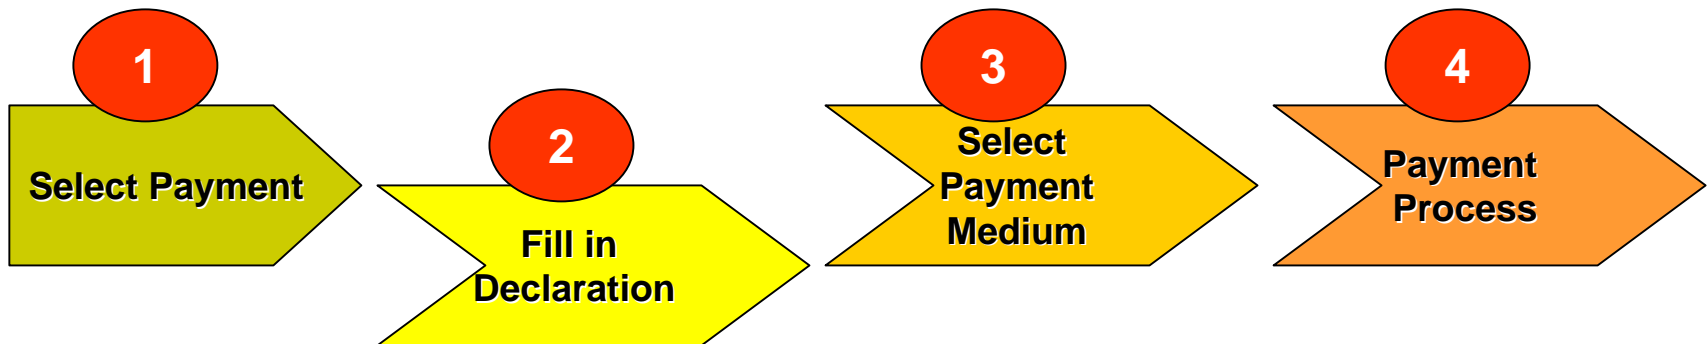 1
Select Payment
2
Fill in
Declaration
3
Select
Payment
Medium
4
Payment
Process